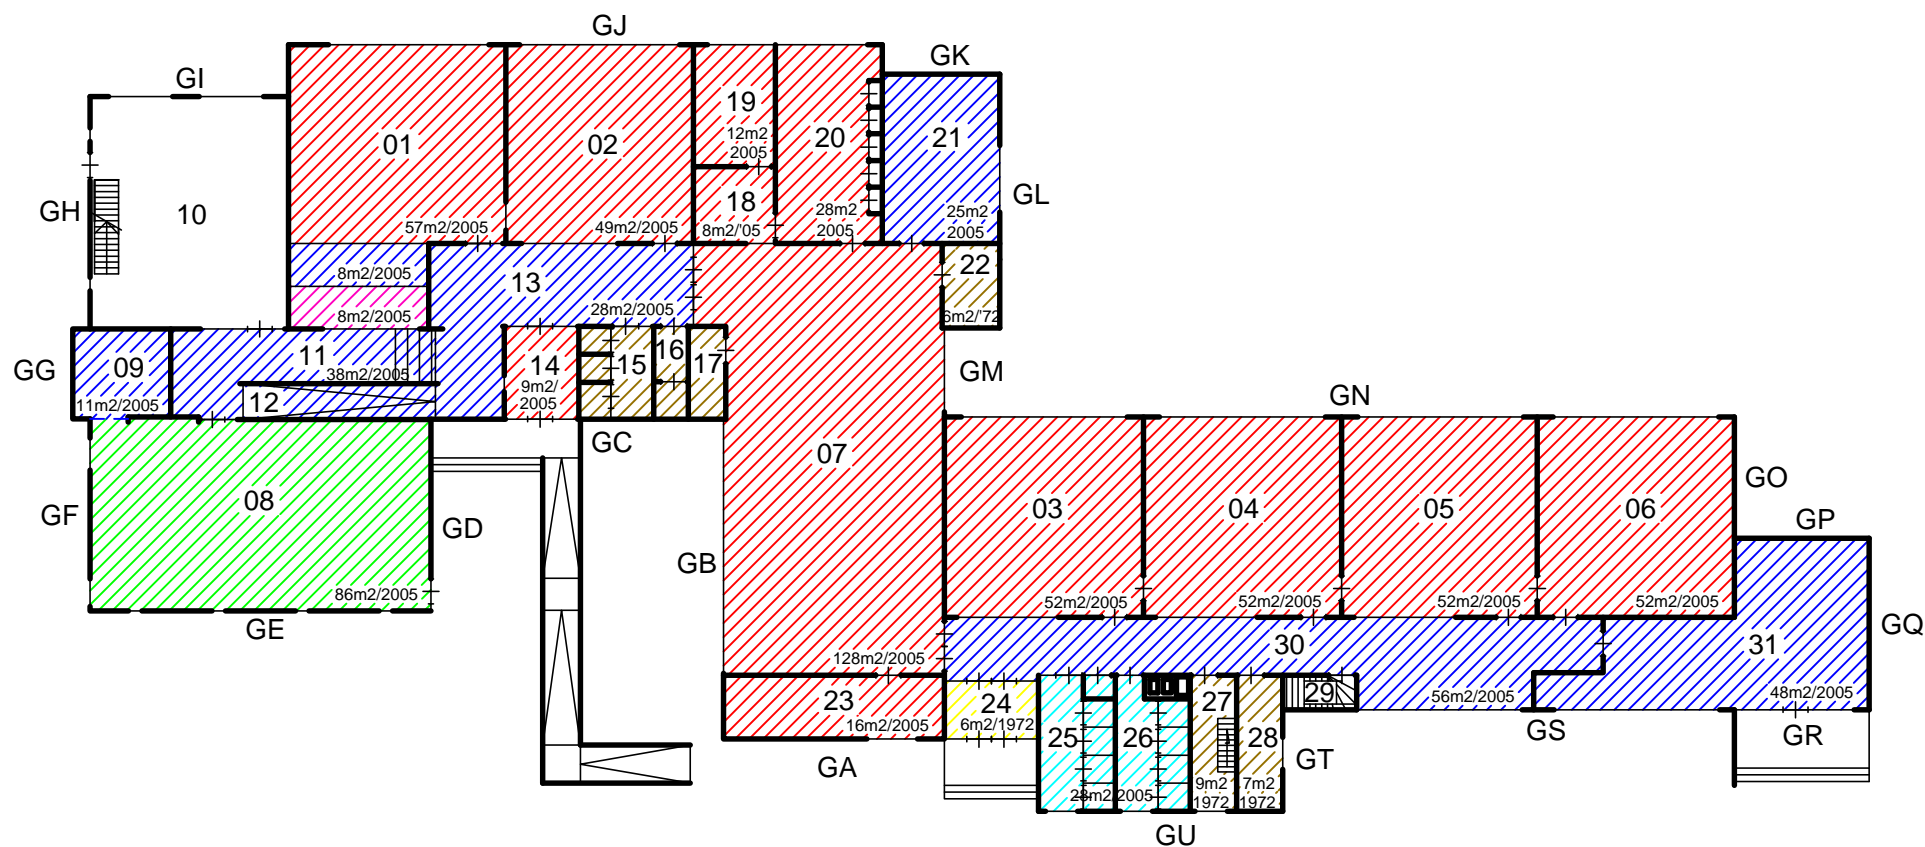 GJ
GI
GK
19
01
02
12m2
2005
20
21
GH
10
18
GL
57m2/2005
49m2/2005
8m2/'05
28m2
2005
25m2
2005
8m2/2005
13
22
8m2/2005
28m2/2005
6m2/'72
GG
09
11
38m2/2005
14
9m2/
2005
15
16
17
GM
11m2/2005
12
GN
GC
07
GF
08
GD
03
04
05
06
GO
GP
GB
86m2/2005
GE
52m2/2005
52m2/2005
52m2/2005
52m2/2005
GQ
128m2/2005
30
31
23
16m2/2005
24
6m2/1972
27
29
56m2/2005
48m2/2005
25
26
28
GS
GR
GA
GT
28m2/2005
9m2
1972
7m2
1972
GU